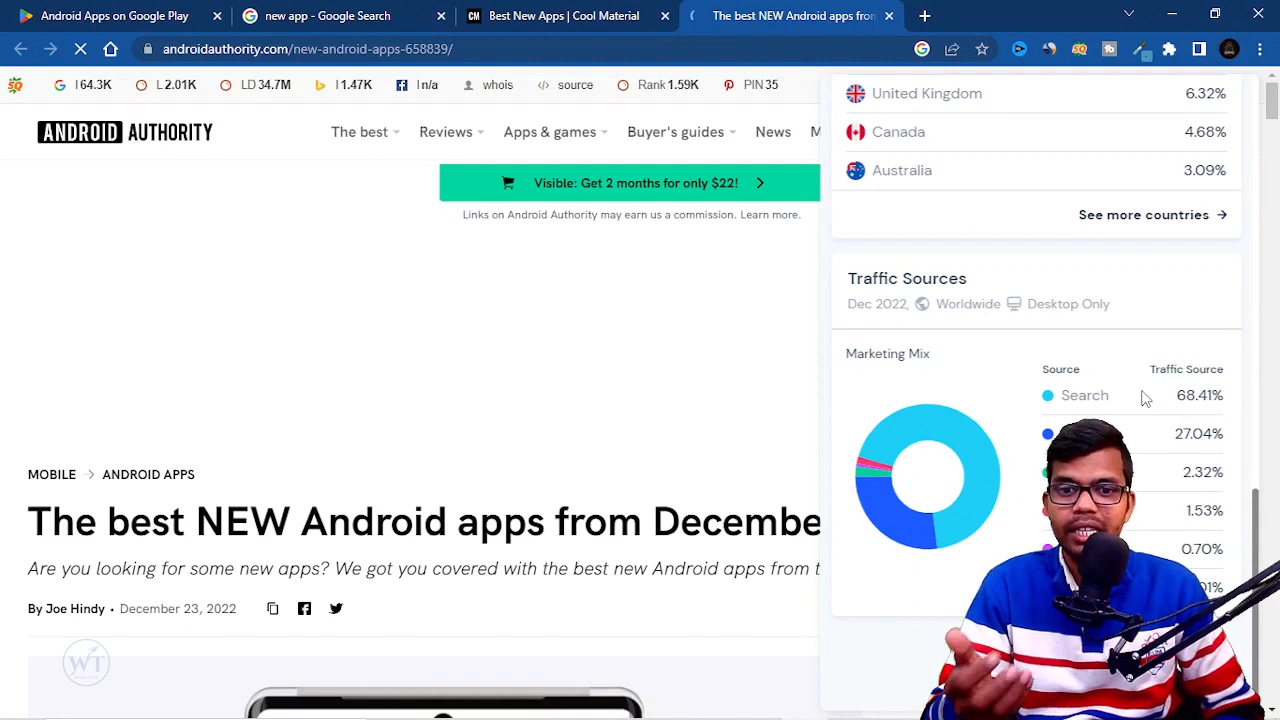 Android Apps on Google Play
new app - Google Search
Best New Apps | Cool Material
The best NEW Android apps from
androidauthority.com/new-android-apps-658839/
I 64.3K
L 2.01K
LD 34.7M
I 1.47K
I n/a
whois
source
Rank 1.59K
PIN 35
ANDROID AUTHORITY
The best
Reviews
Apps & games
Buyer's guides
News
M
Visible: Get 2 months for only $22!
Links on Android Authority may earn us a commission. Learn more.
MOBILE
ANDROID APPS
The best NEW Android apps from Decembe
Are you looking for some new apps? We got you covered with the best new Android apps from t
By Joe Hindy • December 23, 2022
WT
United Kingdom 6.32%
Canada 4.68%
Australia 3.09%
See more countries
Traffic Sources
Dec 2022, Worldwide Desktop Only
Marketing Mix
Source Traffic Source
Search 68.41%
27.04%
2.32%
1.53%
0.70%
01%